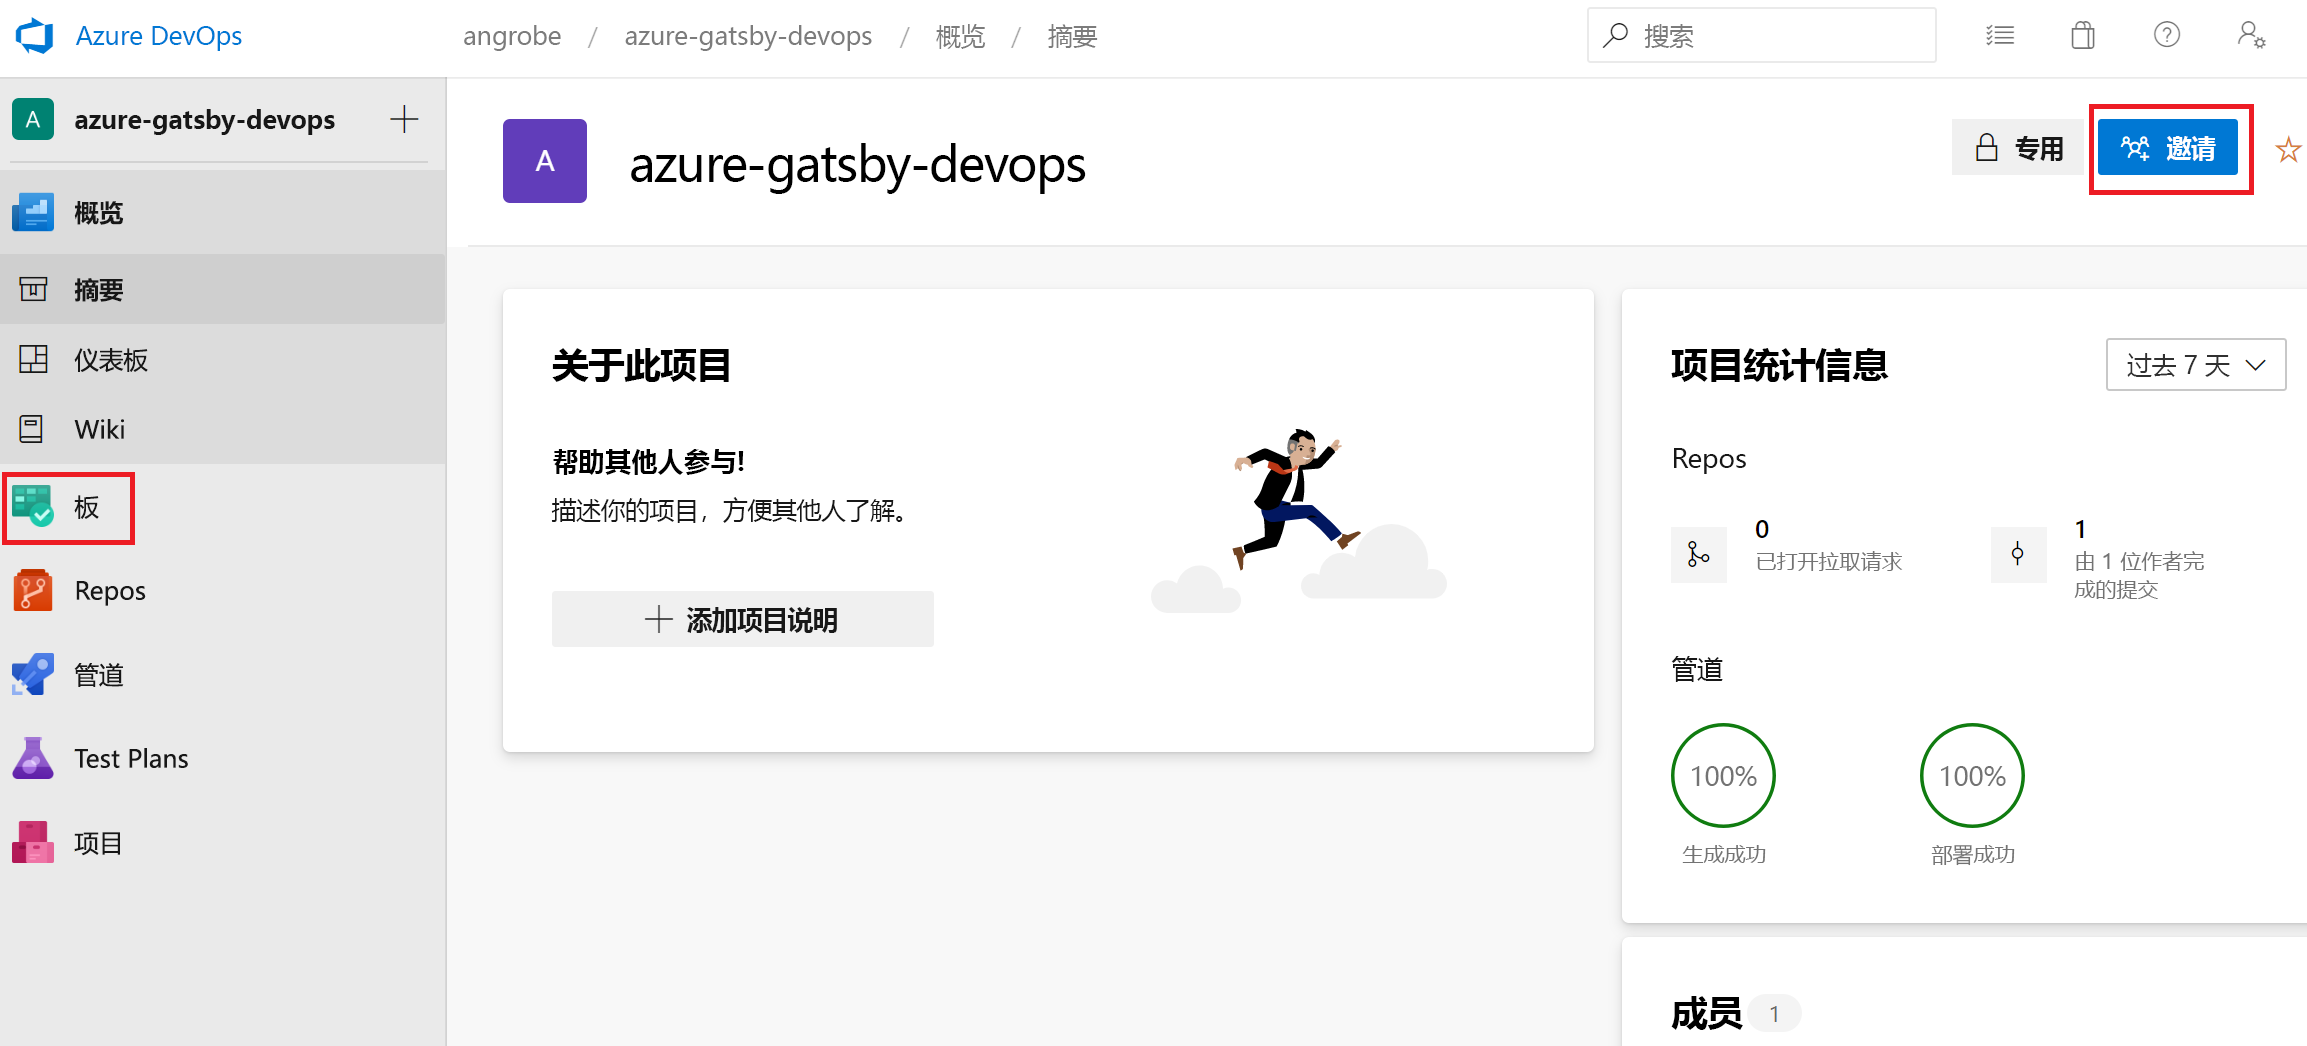 Azure DevOps
angrobe / azure-gatsby-devops / 概览 / 摘要
搜索
A azure-gatsby-devops
概览
摘要
仪表板
Wiki
板
Repos
管道
Test Plans
项目
A azure-gatsby-devops
专用
邀请
关于此项目
帮助其他人参与!
描述你的项目，方便其他人了解。
添加项目说明
项目统计信息
过去 7 天
Repos
0
已打开拉取请求
1
由 1 位作者完
成的提交
管道
100%
生成成功
100%
部署成功
成员 1